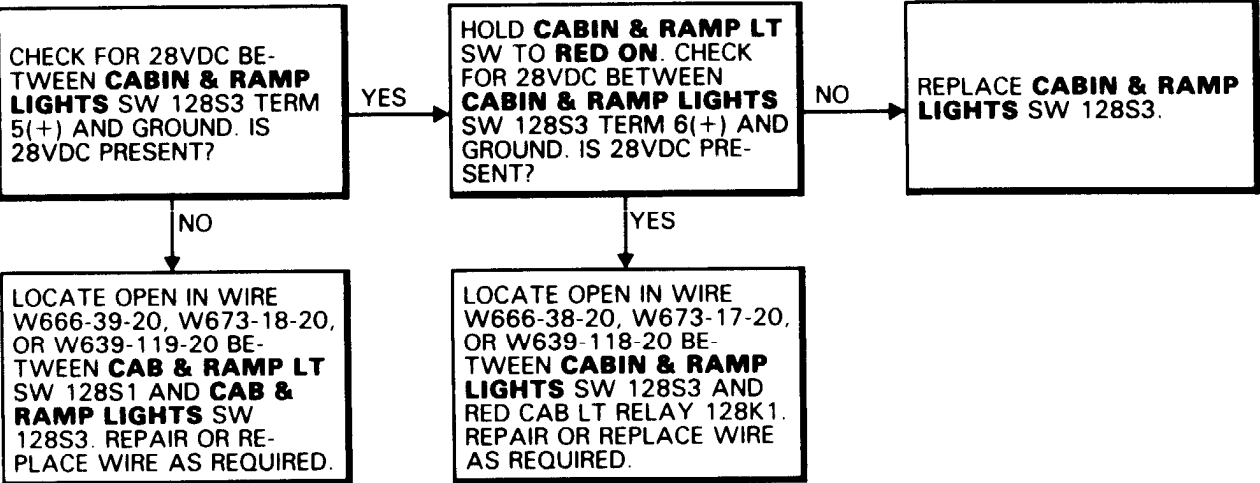 CHECK FOR 28VDC BE-
TWEEN CABIN & RAMP
LIGHTS SW 128S3 TERM
5(+) AND GROUND. IS
28VDC PRESENT?
YES
HOLD CABIN & RAMP LT
SW TO RED ON. CHECK
FOR 28VDC BETWEEN
CABIN & RAMP LIGHTS
SW 128S3 TERM 6(+) AND
GROUND. IS 28VDC PRE-
SENT?
NO
REPLACE CABIN & RAMP
LIGHTS SW 128S3.
NO
YES
LOCATE OPEN IN WIRE
W666-39-20, W673-18-20,
OR W639-119-20 BE-
TWEEN CAB & RAMP LT
SW 128S1 AND CAB &
RAMP LIGHTS SW
128S3. REPAIR OR RE-
PLACE WIRE AS REQUIRED.
LOCATE OPEN IN WIRE
W666-38-20, W673-17-20,
OR W639-118-20 BE-
TWEEN CABIN & RAMP
LIGHTS SW 128S3 AND
RED CAB LT RELAY 128K1.
REPAIR OR REPLACE WIRE
AS REQUIRED.